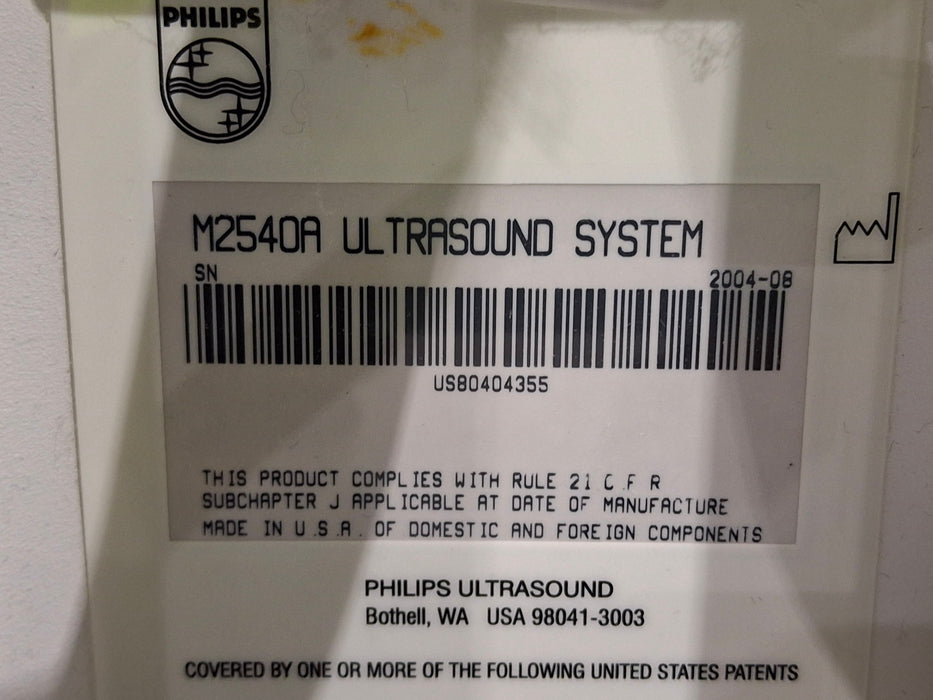 PHILIPS
M2540A ULTRASOUND SYSTEM
SN
2004-08
US80404355
THIS PRODUCT COMPLIES WITH RULE 21 C.F R
SUBCHAPTER J APPLICABLE AT DATE OF MANUFACTURE
MADE IN U.S.A. OF DOMESTIC AND FOREIGN COMPONENTS
PHILIPS ULTRASOUND
Bothell, WA USA 98041-3003
COVERED BY ONE OR MORE OF THE FOLLOWING UNITED STATES PATENTS